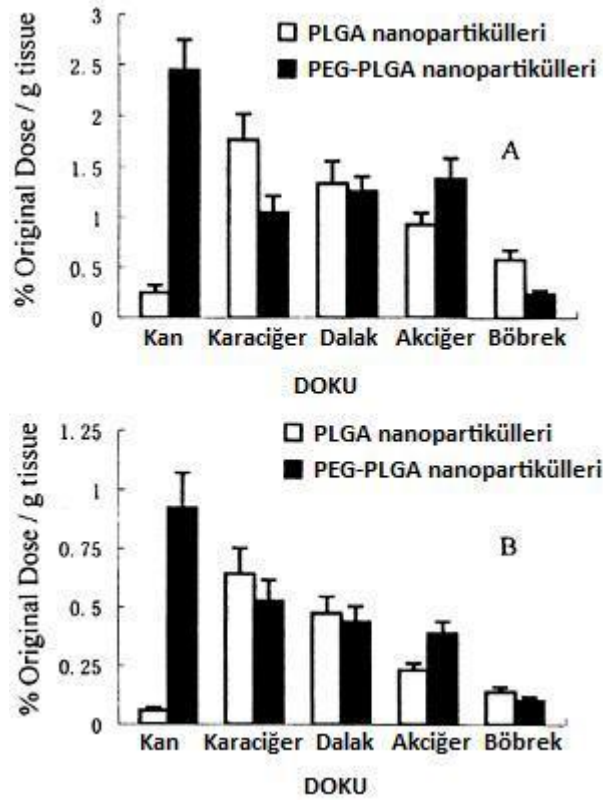 3
2.5
2
1.5
1
0.5
0
% Original Dose / g tissue
PLGA nanopartikülleri
PEG-PLGA nanopartikülleri
A
Kan Karaciğer Dalak Akciğer Böbrek
DOKU
1.25
1
0.75
0.5
0.25
0
% Original Dose / g tissue
PLGA nanopartikülleri
PEG-PLGA nanopartikülleri
B
Kan Karaciğer Dalak Akciğer Böbrek
DOKU